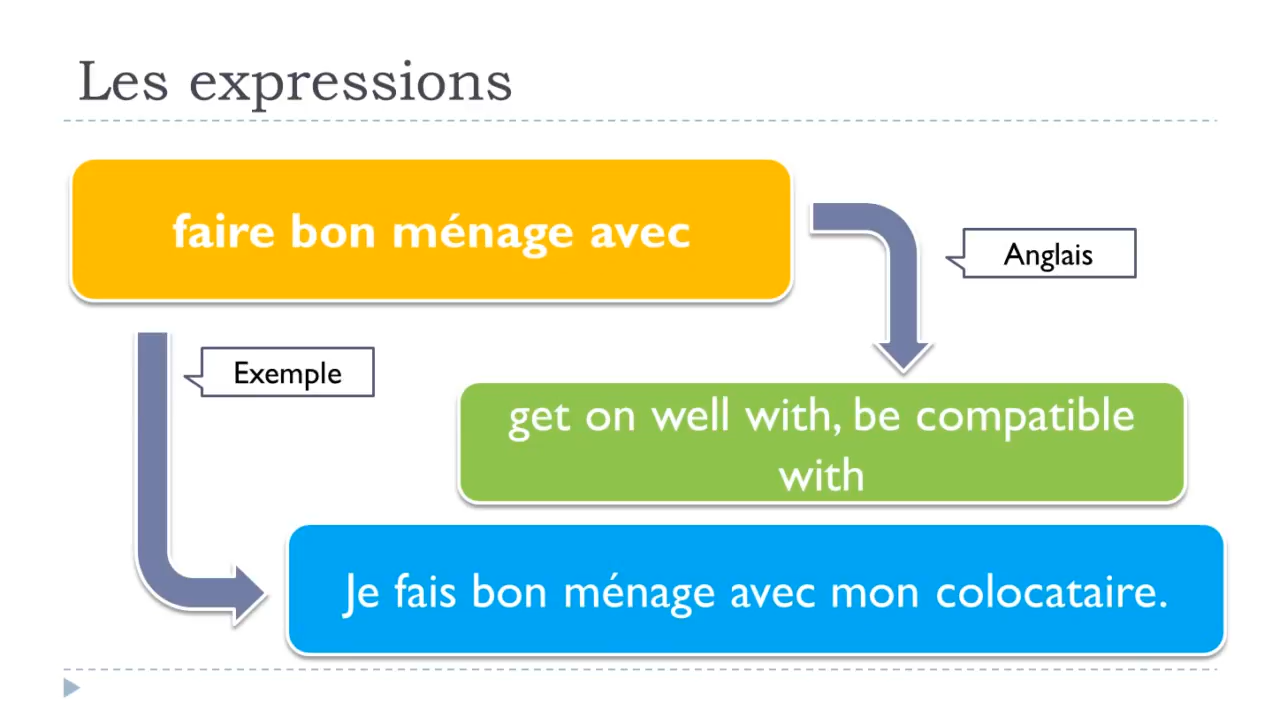 Les expressions
faire bon ménage avec
Anglais
Exemple
get on well with, be compatible
with
Je fais bon ménage avec mon colocataire.